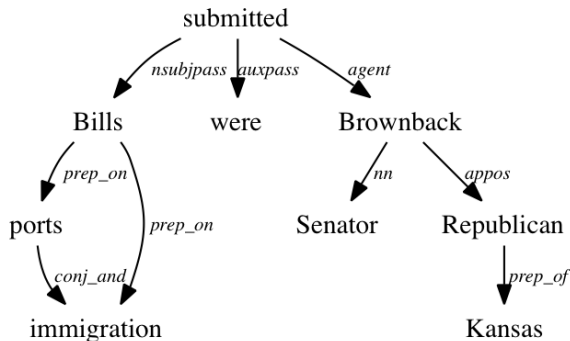 submitted
nsubjpass auxpass agent
Bills were Brownback
prep_on nn appos
ports prep_on Senator Republican
conj_and prep_of
immigration Kansas